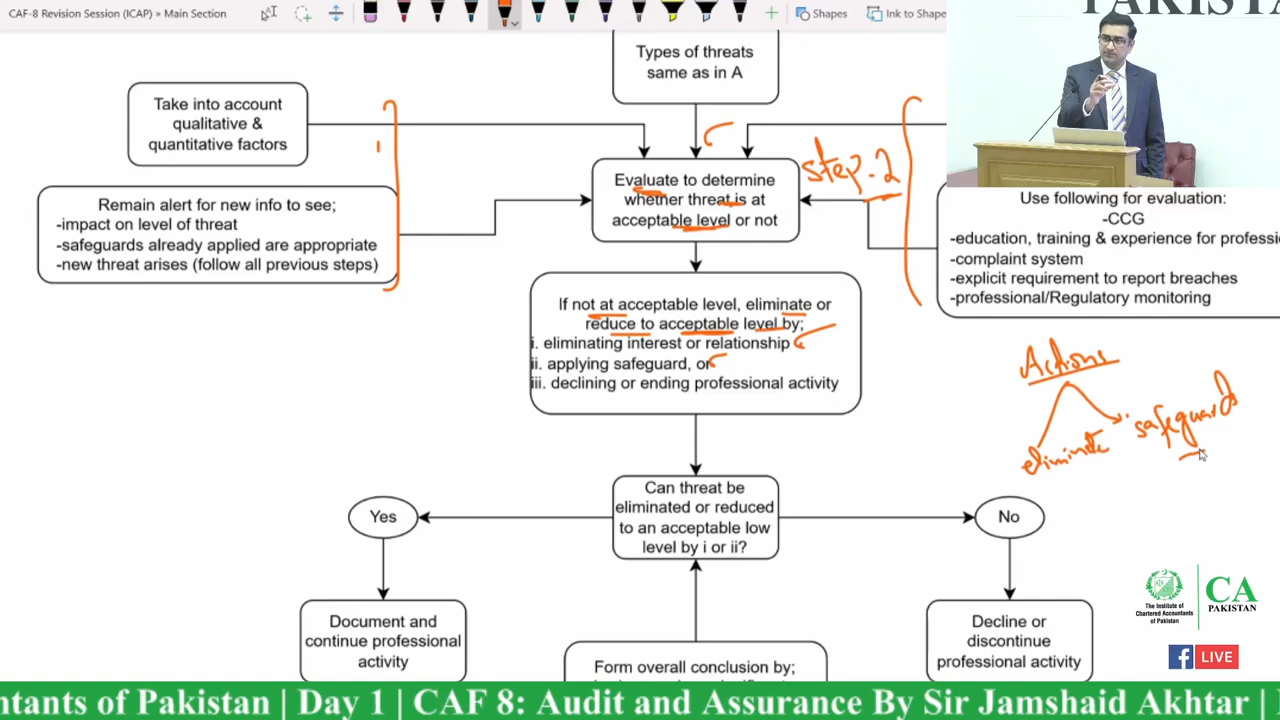 CAF-8 Revision Session (ICAP) » Main Section
Shapes
Ink to Shape
PAKISTA
Types of threats
same as in A
Take into account
qualitative &
quantitative factors
Evaluate to determine
whether threat is at
acceptable level or not
step-2
Remain alert for new info to see;
-impact on level of threat
-safeguards already applied are appropriate
-new threat arises (follow all previous steps)
Use following for evaluation:
-CCG
-education, training & experience for professi
-complaint system
-explicit requirement to report breaches
-professional/Regulatory monitoring
If not at acceptable level, eliminate or
reduce to acceptable level by;
i. eliminating interest or relationship
ii. applying safeguard, or
iii. declining or ending professional activity
Actions
eliminate
safeguards
Can threat be
eliminated or reduced
to an acceptable low
level by i or ii?
Yes
No
Document and
continue professional
activity
Decline or
discontinue
professional activity
Form overall conclusion by;
The Institute of
Chartered Accountants
of Pakistan
CA
PAKISTAN
f LIVE
ntants of Pakistan | Day 1 | CAF 8: Audit and Assurance By Sir Jamshaid Akhtar |